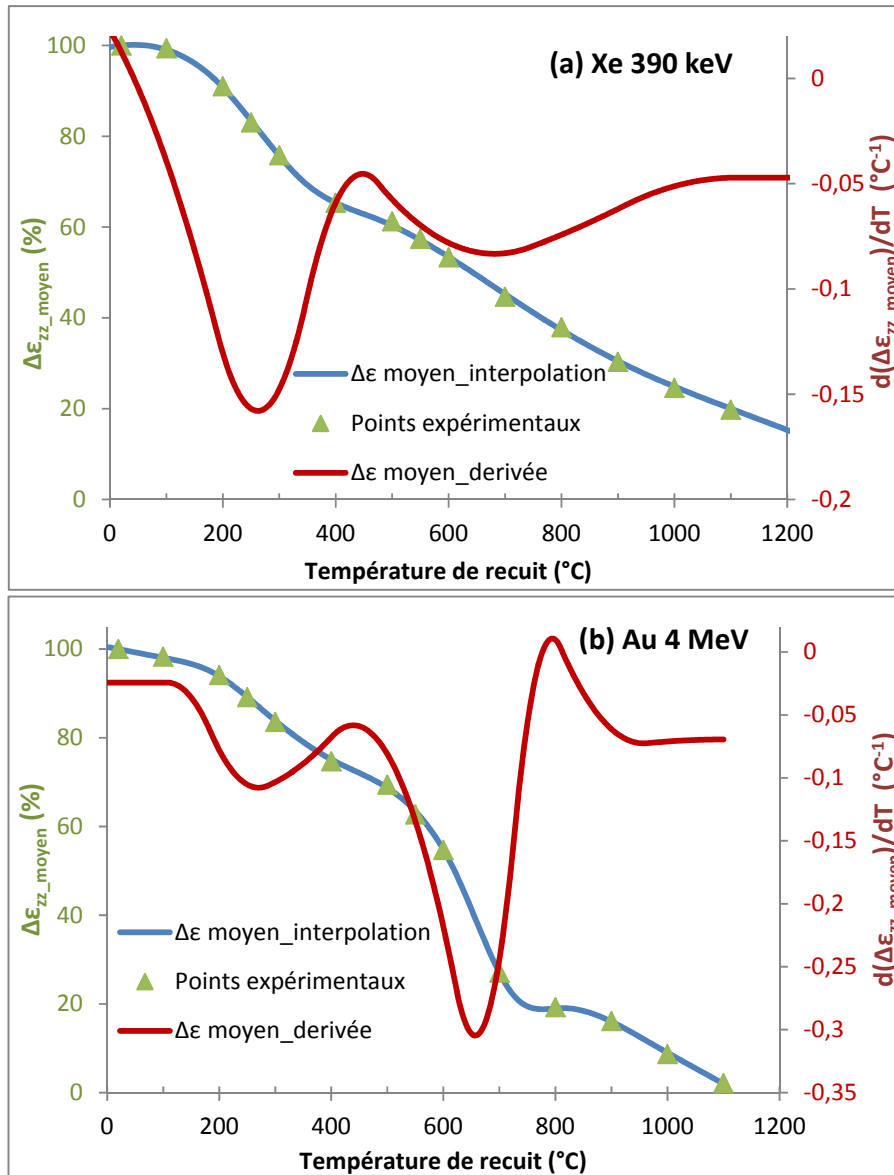 (a) Xe 390 keV
100
80
60
40
20
0
Δε_zz_moyen (%)
0
-0,05
-0,1
-0,15
-0,2
d(Δε_zz_moyen)/dT (°C⁻¹)
Δε moyen_interpolation
Points expérimentaux
Δε moyen_derivée
0 200 400 600 800 1000 1200
Température de recuit (°C)
(b) Au 4 MeV
100
80
60
40
20
0
Δε_zz_moyen (%)
0
-0,05
-0,1
-0,15
-0,2
-0,25
-0,3
-0,35
d(Δε_zz_moyen)/dT (°C⁻¹)
Δε moyen_interpolation
Points expérimentaux
Δε moyen_derivée
0 200 400 600 800 1000 1200
Température de recuit (°C)